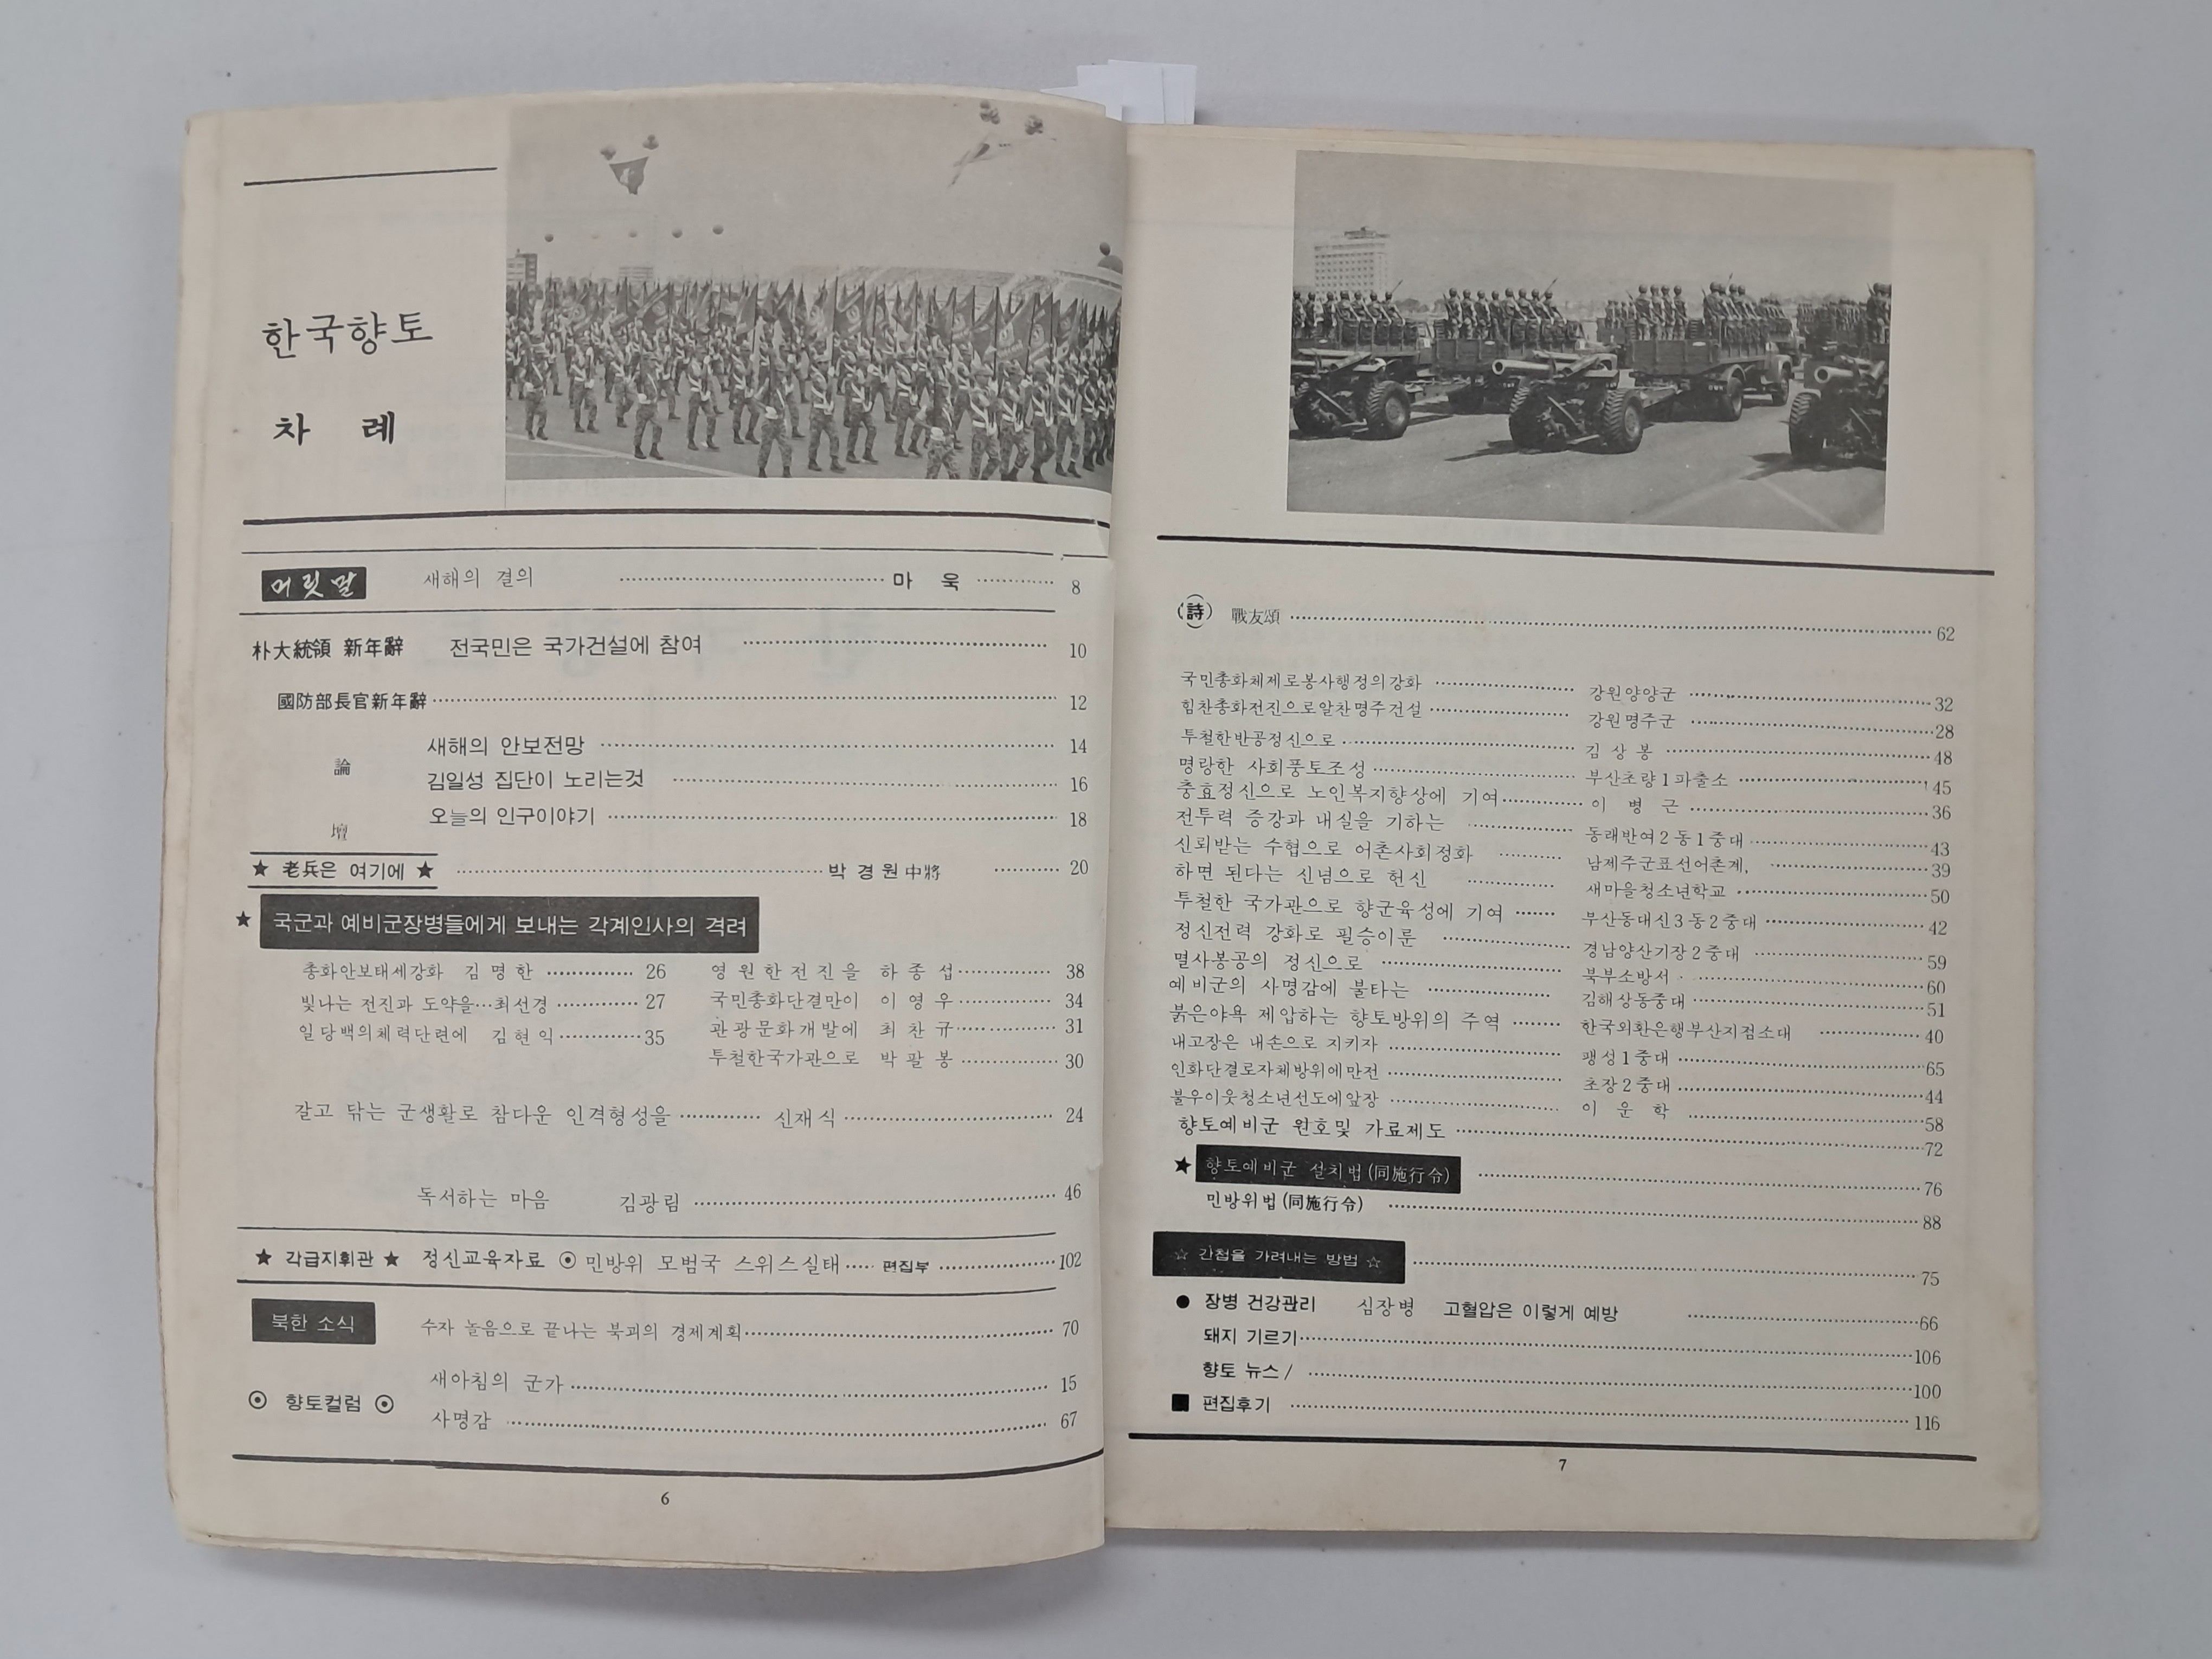 한국향토
차 례
머릿말 새해의 결의 마 욱 8
朴大統領 新年辭 전국민은 국가건설에 참여 10
國防部長官新年辭 12
論壇
새해의 안보전망 14
김일성 집단이 노리는것 16
오늘의 인구이야기 18
★ 老兵은 여기에 ★ 박 경 원 中將 20
★ 국군과 예비군장병들에게 보내는 각계인사의 격려
총화안보태세강화 김 명 한 26
빛나는 전진과 도약을 최선경 27
일당백의체력단련에 김 현 익 35
영원한전진을 하 종 섭 38
국민총화단결만이 이 영 우 34
관광문화개발에 최 찬 규 31
투철한국가관으로 박 팔 봉 30
갈고 닦는 군생활로 참다운 인격형성을 신재식 24
독서하는 마음 김광림 46
★ 각급지휘관 ★ 정신교육자료 ⊙ 민방위 모범국 스위스실태 편집부 102
북한 소식 수자 놀음으로 끝나는 북괴의 경제계획 70
⊙ 향토컬럼 ⊙
새아침의 군가 15
사명감 67
6
(詩) 戰友頌 62
국민총화체제로봉사행정의강화 강원양양군 32
힘찬총화전진으로알찬명주건설 강원명주군 28
투철한반공정신으로 김 상 봉 48
명랑한 사회풍토조성 부산초량1파출소 45
충효정신으로 노인복지향상에 기여 이 병 근 36
전투력 증강과 내실을 기하는 동래반여2동1중대 43
신뢰받는 수협으로 어촌사회정화 남제주군표선어촌계, 39
하면 된다는 신념으로 헌신 새마을청소년학교 50
투철한 국가관으로 향군육성에 기여 부산동대신3동2중대 42
정신전력 강화로 필승이룬 경남양산기장2중대 59
멸사봉공의 정신으로 북부소방서 60
예비군의 사명감에 불타는 김해상동중대 51
붉은야욕 제압하는 향토방위의 주역 한국외환은행부산지점소대 40
내고장은 내손으로 지키자 팽성1중대 65
인화단결로자체방위에만전 초장2중대 44
불우이웃청소년선도에앞장 이 운 학 58
향토예비군 원호및 가료제도 72
★ 향토예비군 설치법(同施行令) 76
민방위법(同施行令) 88
☆ 간첩을 가려내는 방법 ☆ 75
● 장병 건강관리 심장병 고혈압은 이렇게 예방 66
돼지 기르기 106
향토 뉴스/ 100
■ 편집후기 116
7